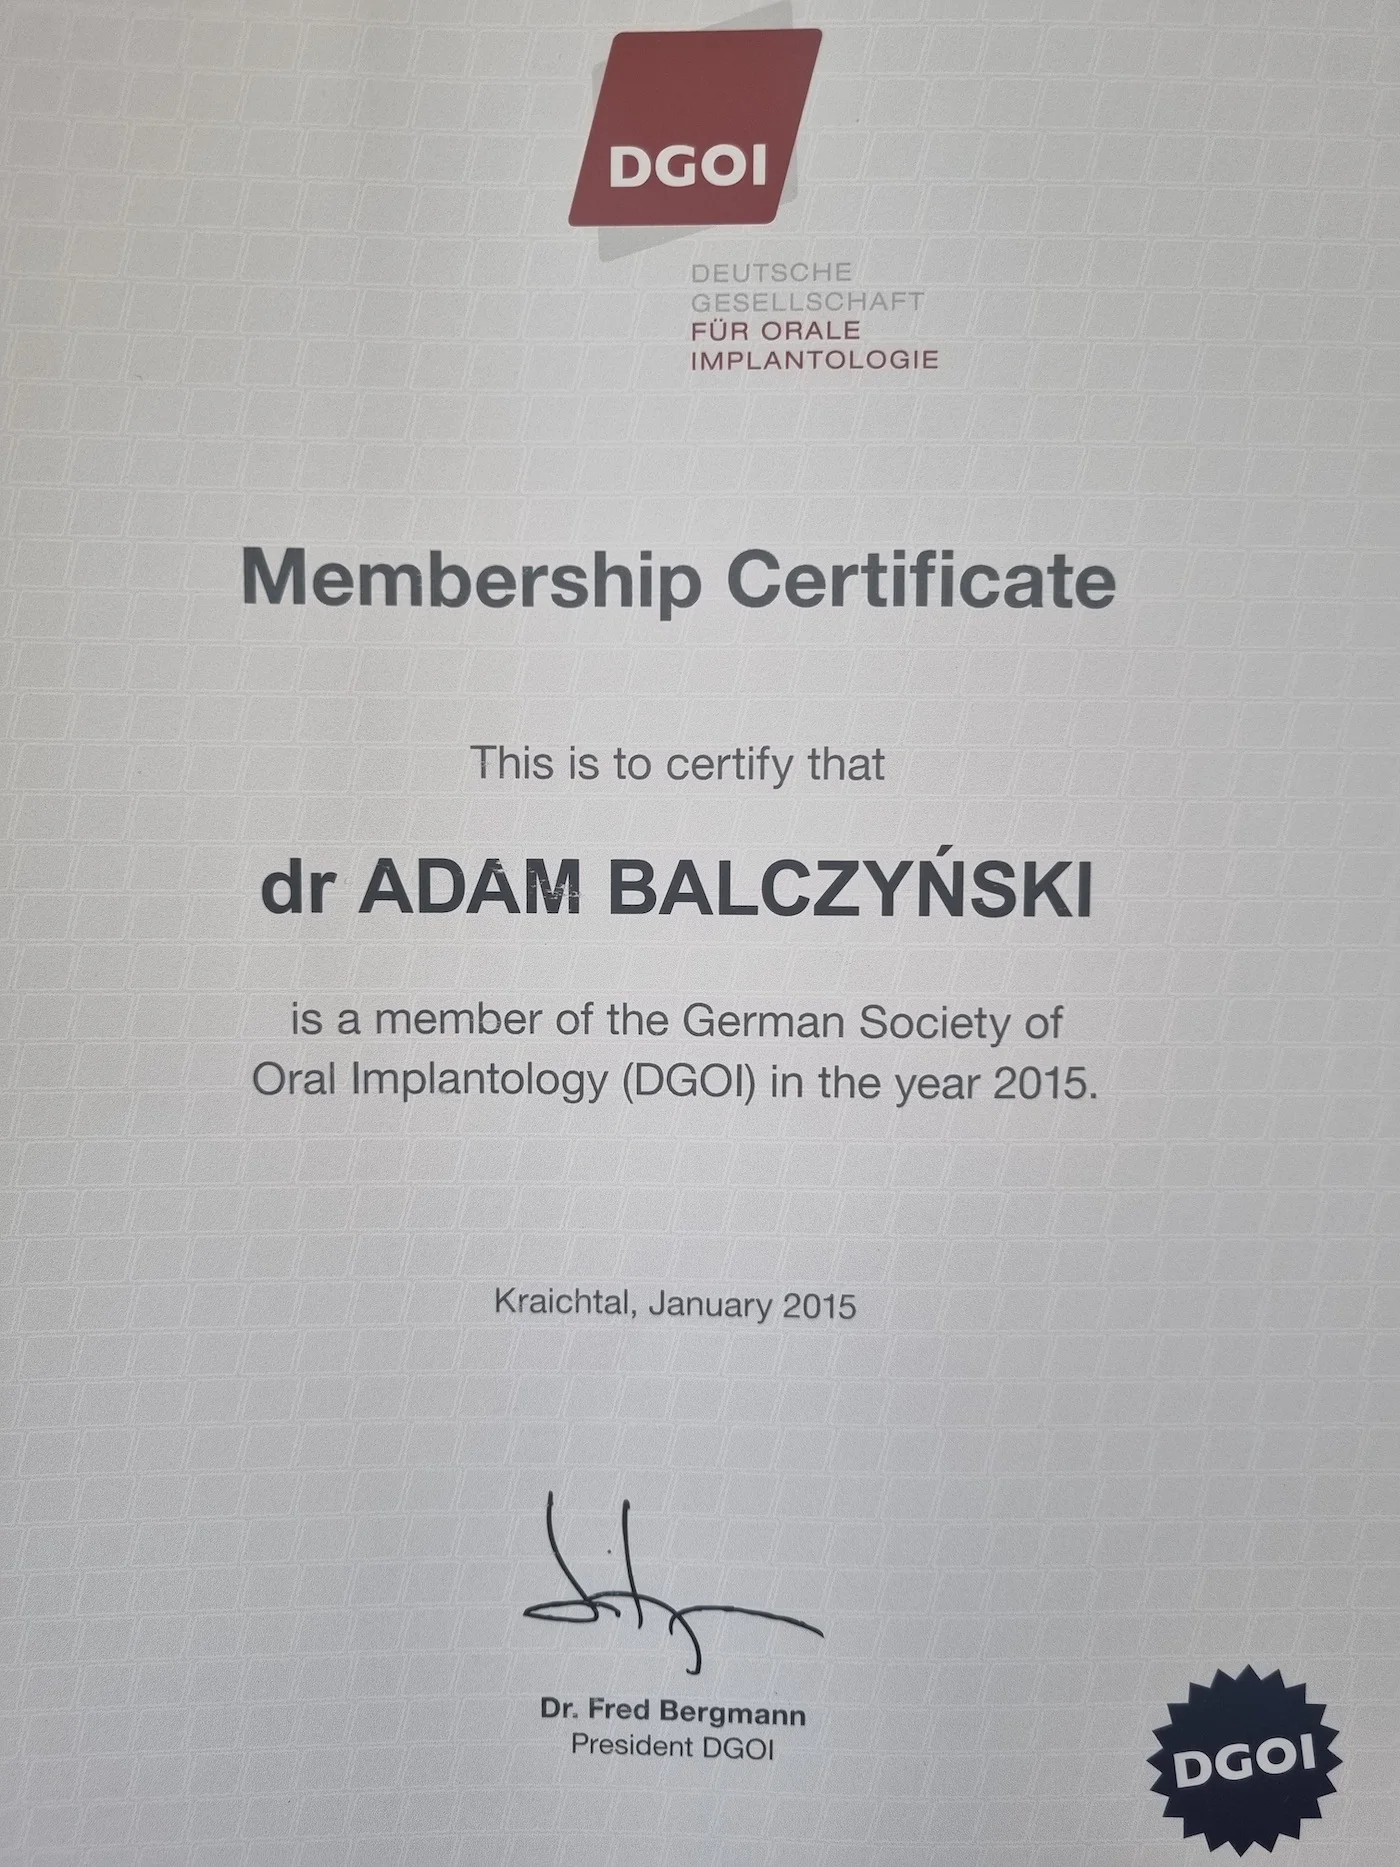 DGOI
DEUTSCHE
GESELLSCHAFT
FÜR ORALE
IMPLANTOLOGIE
Membership Certificate
This is to certify that
dr ADAM BALCZYŃSKI
is a member of the German Society of
Oral Implantology (DGOI) in the year 2015.
Kraichtal, January 2015
Dr. Fred Bergmann
President DGOI
DGOI